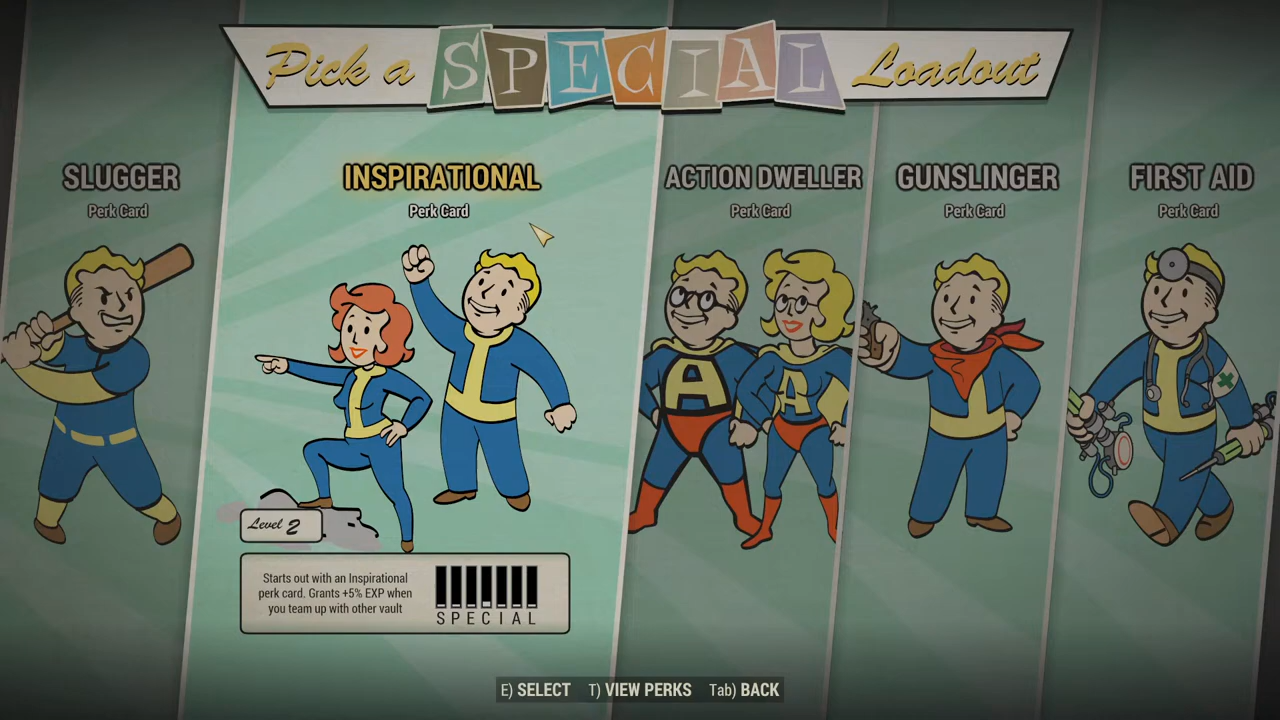 Pick a SPECIAL Loadout
SLUGGER
Perk Card
INSPIRATIONAL
Perk Card
ACTION DWELLER
Perk Card
GUNSLINGER
Perk Card
FIRST AID
Perk Card
A
A
Level 2
Starts out with an Inspirational
perk card. Grants +5% EXP when
you team up with other vault
SPECIAL
E) SELECT T) VIEW PERKS Tab) BACK